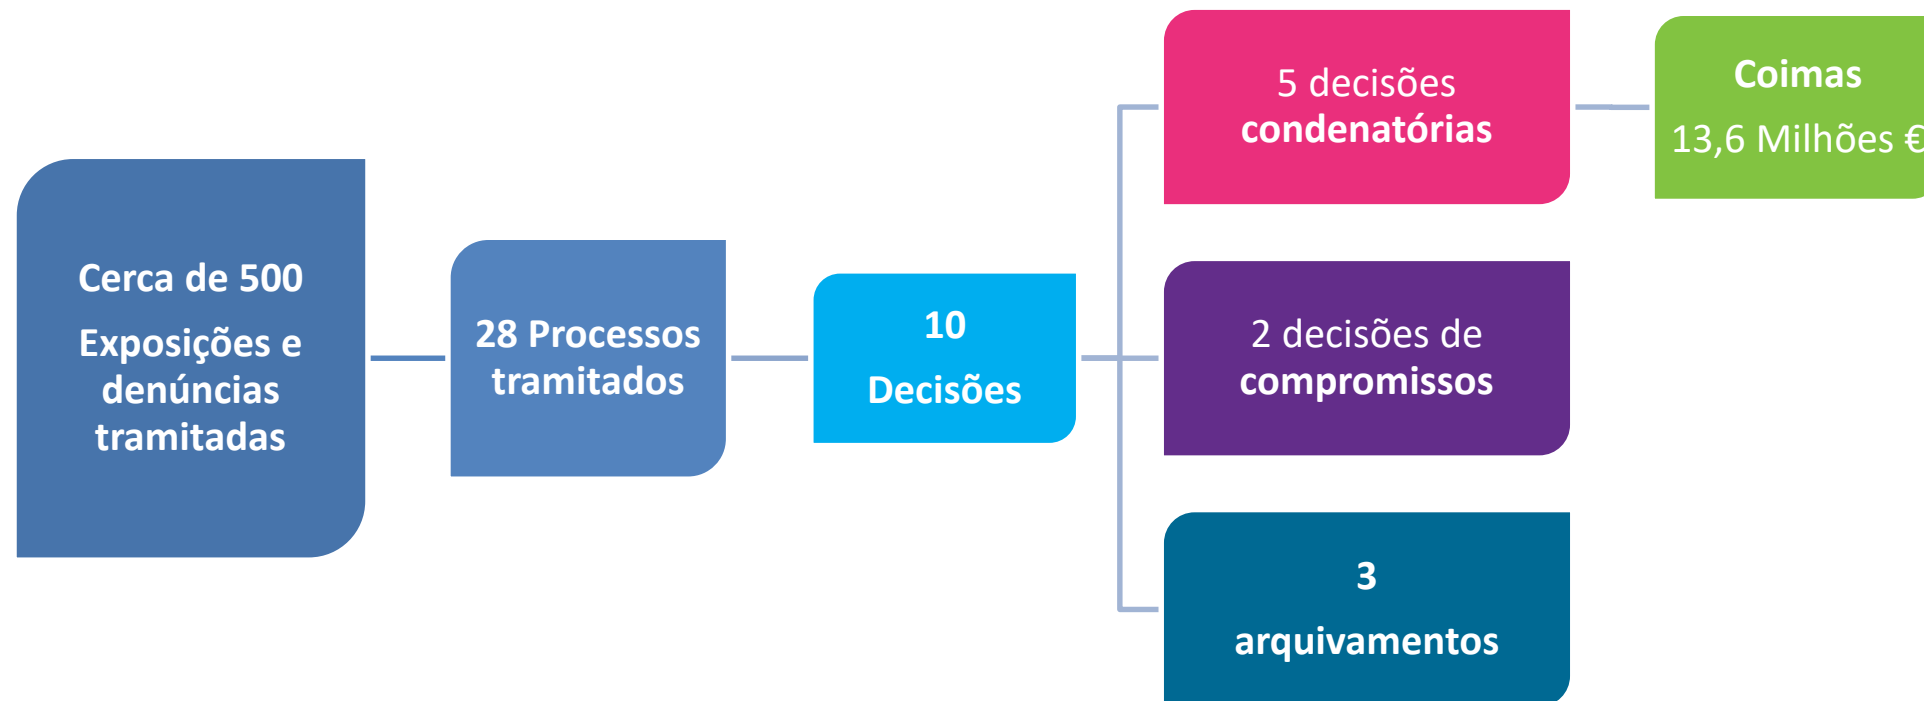 Cerca de 500
Exposições e
denúncias
tramitadas
28 Processos
tramitados
10
Decisões
5 decisões
condenatórias
Coimas
13,6 Milhões €
2 decisões de
compromissos
3
arquivamentos